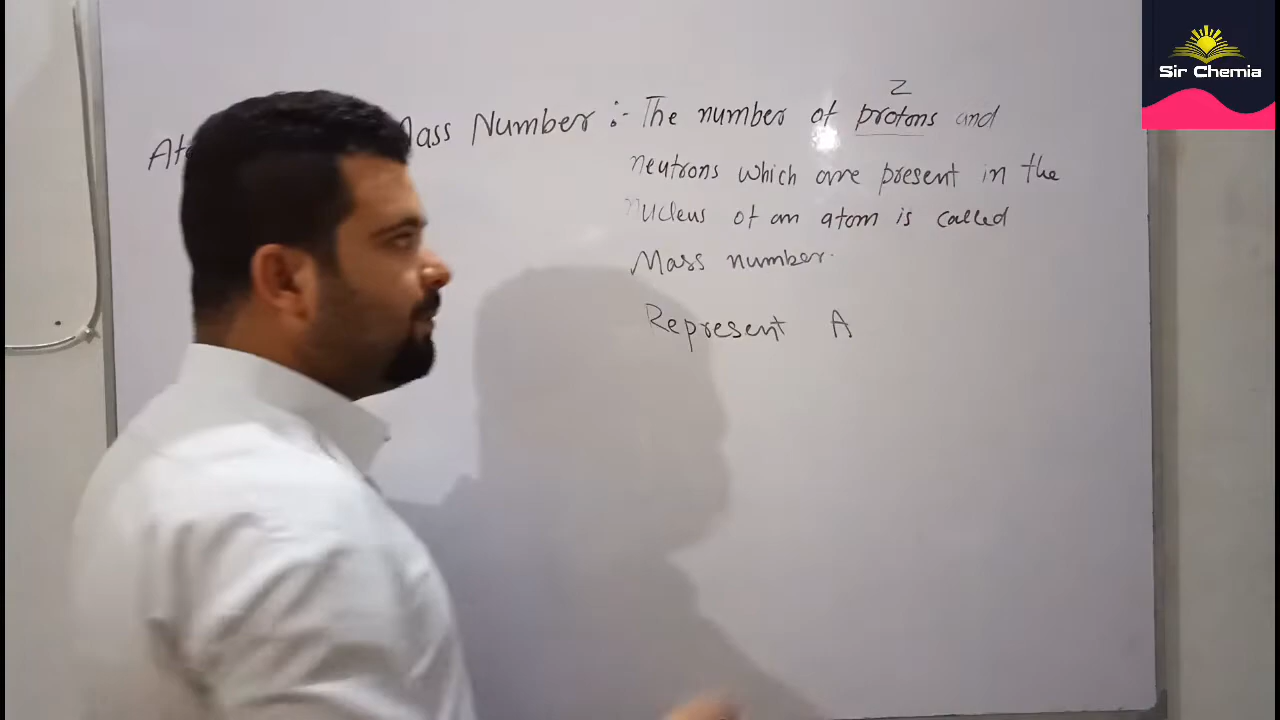 Z
Mass Number :- The number of protons and
neutrons which are present in the
nucleus of an atom is called
Mass number.
Represent A
Sir Chemia